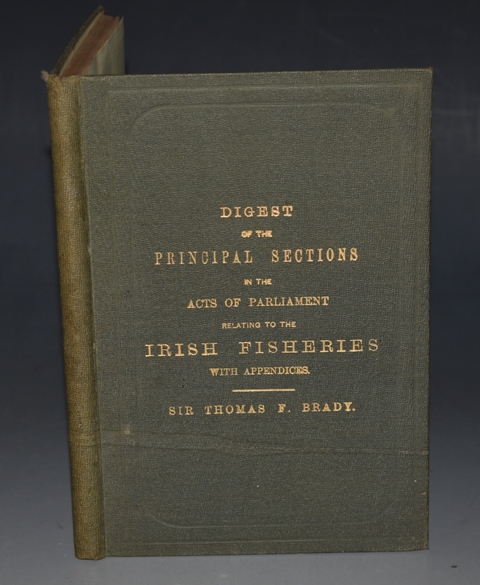 DIGEST
OF THE
PRINCIPAL SECTIONS
IN THE
ACTS OF PARLIAMENT
RELATING TO THE
IRISH FISHERIES
WITH APPENDICES.
SIR THOMAS F. BRADY.